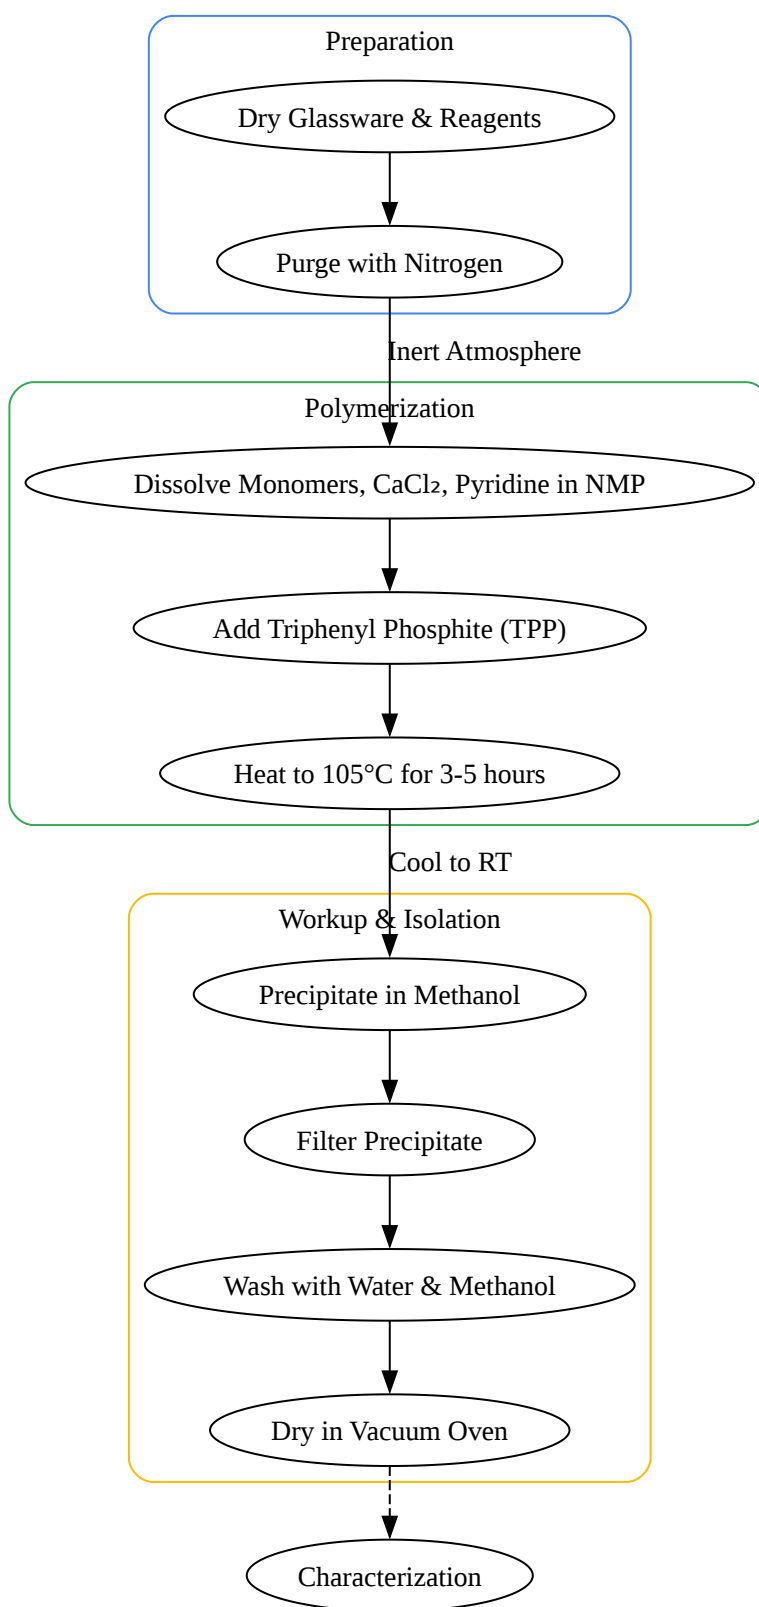 Preparation
Dry Glassware & Reagents
Purge with Nitrogen
Inert Atmosphere
Polymerization
Dissolve Monomers, CaCl₂, Pyridine in NMP
Add Triphenyl Phosphite (TPP)
Heat to 105°C for 3-5 hours
Cool to RT
Workup & Isolation
Precipitate in Methanol
Filter Precipitate
Wash with Water & Methanol
Dry in Vacuum Oven
Characterization